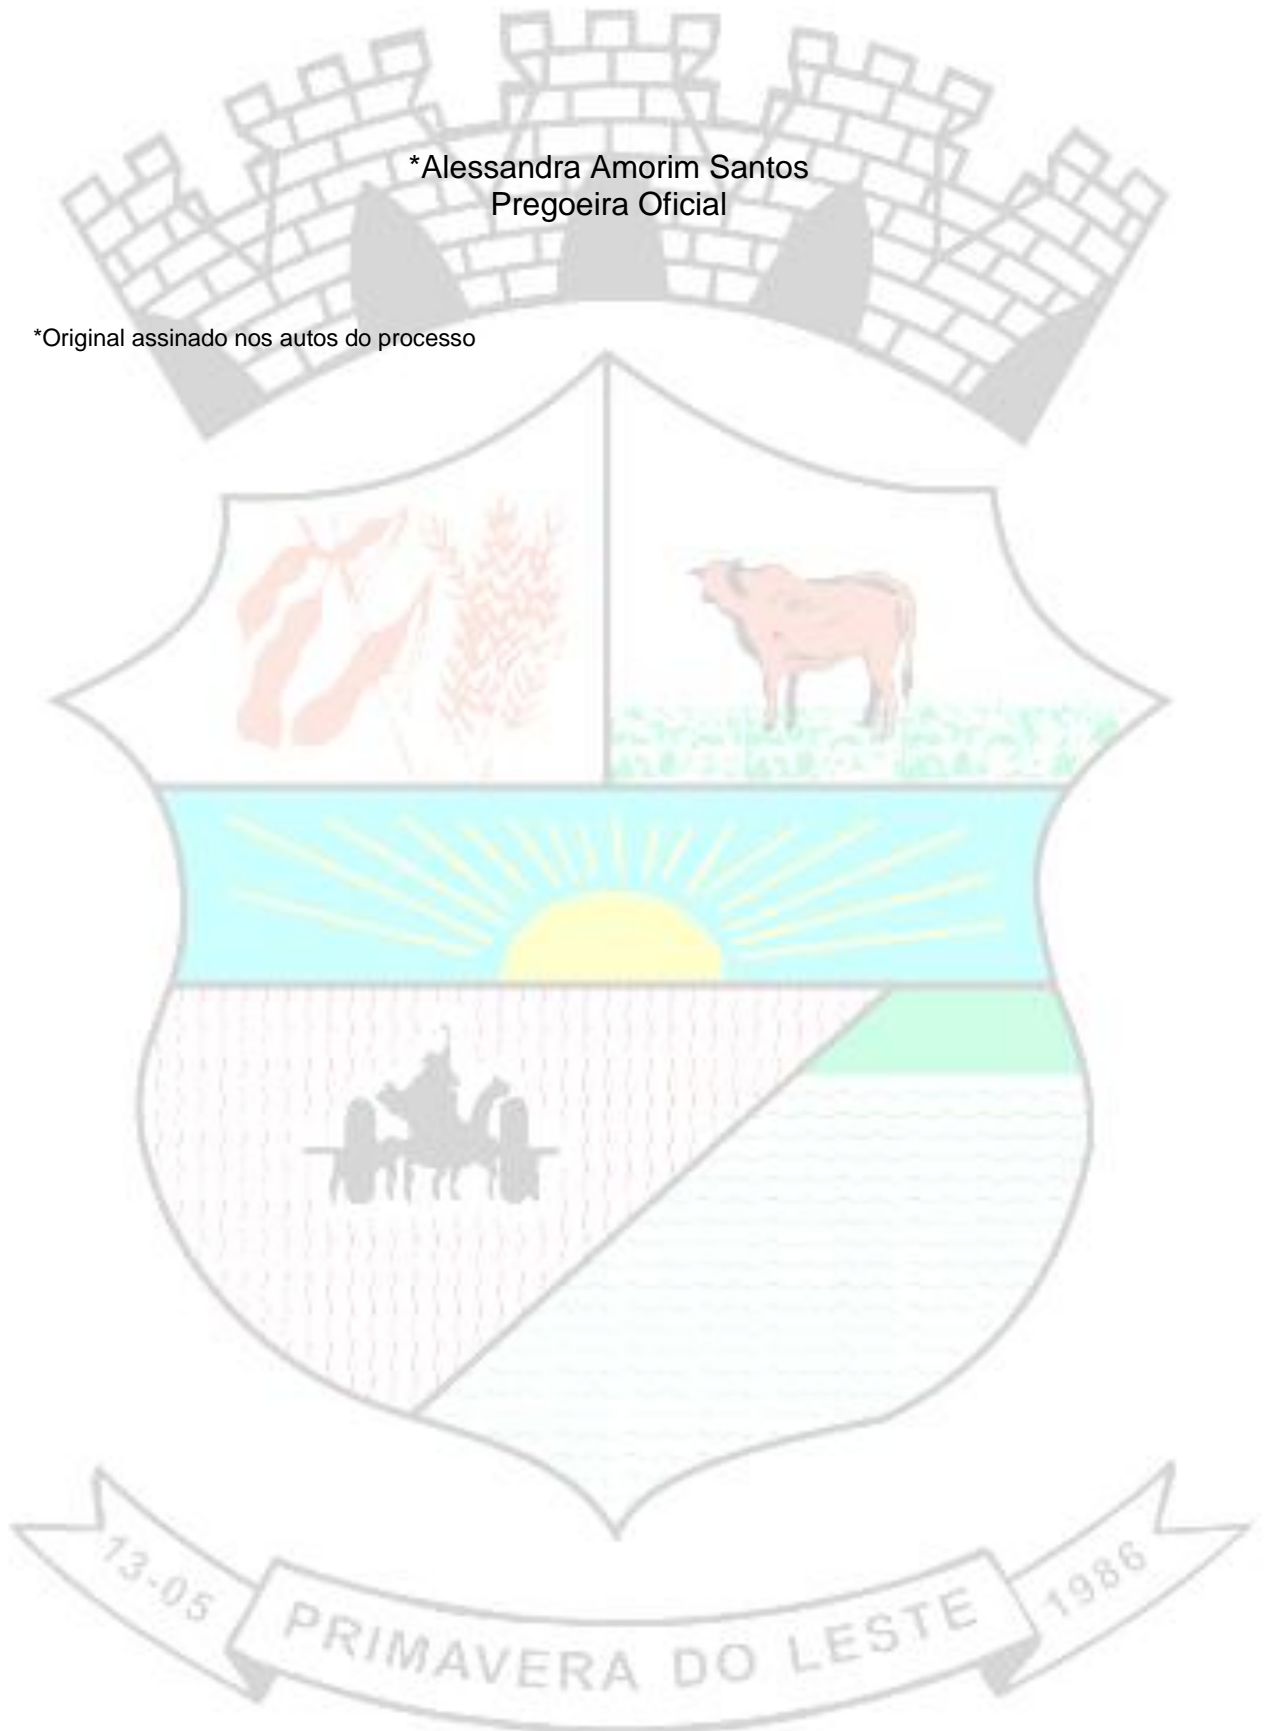 *Alessandra Amorim Santos
Pregoeira Oficial
*Original assinado nos autos do processo
13-05
PRIMAVERA DO LESTE
1986